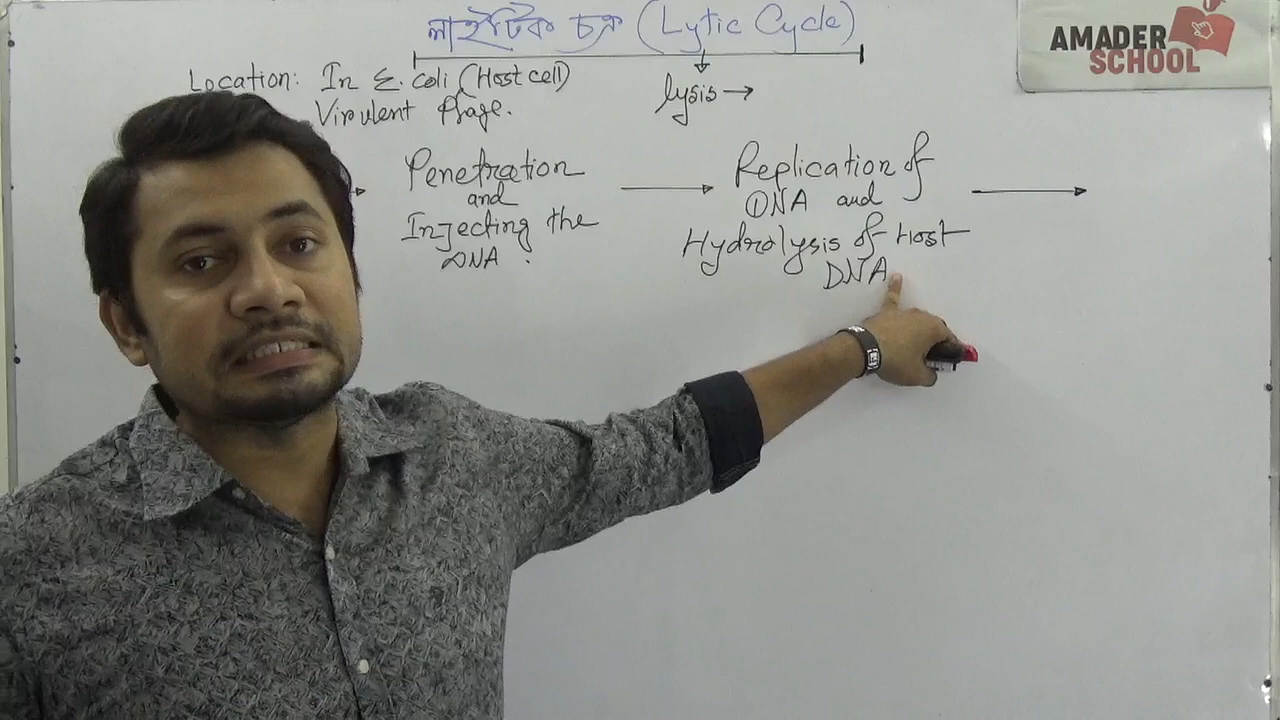 লাইটিক চক্র (Lytic Cycle)
AMADER
SCHOOL
Location: In E. coli (Host cell)
Virulent Phage.
lysis →
→ Penetration
and
Injecting the
DNA.
→ Replication of
DNA and
Hydrolysis of Host
DNA
→